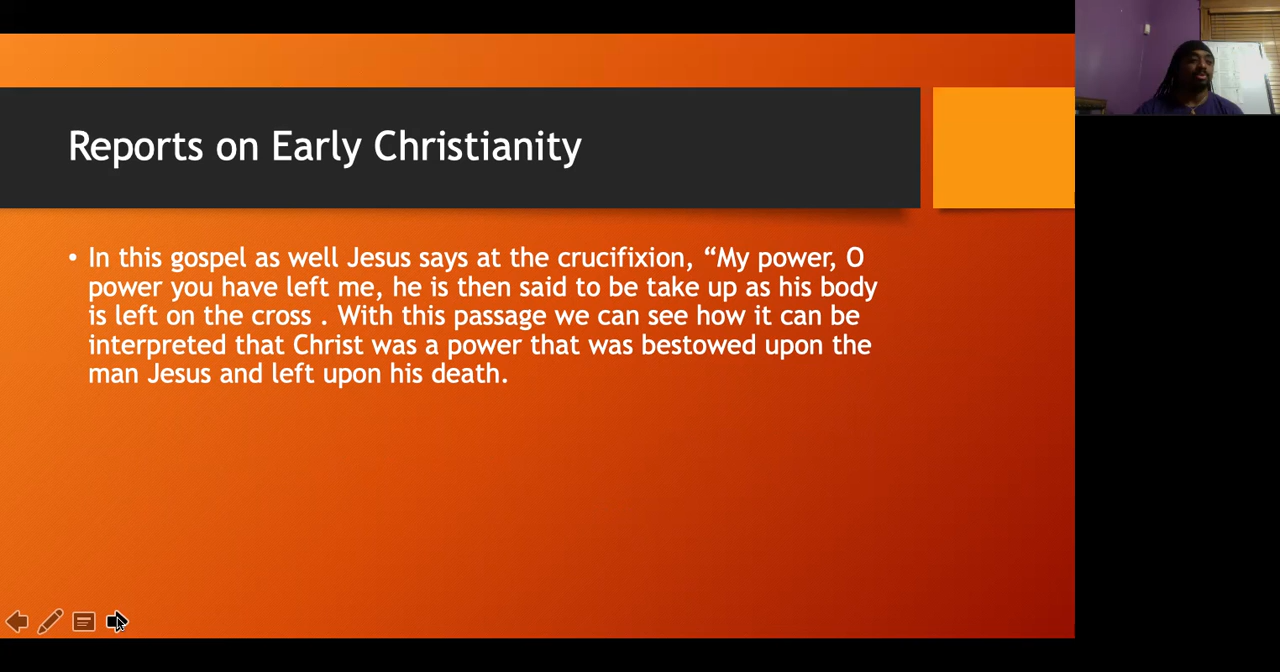 Reports on Early Christianity
• In this gospel as well Jesus says at the crucifixion, “My power, O
power you have left me, he is then said to be take up as his body
is left on the cross . With this passage we can see how it can be
interpreted that Christ was a power that was bestowed upon the
man Jesus and left upon his death.